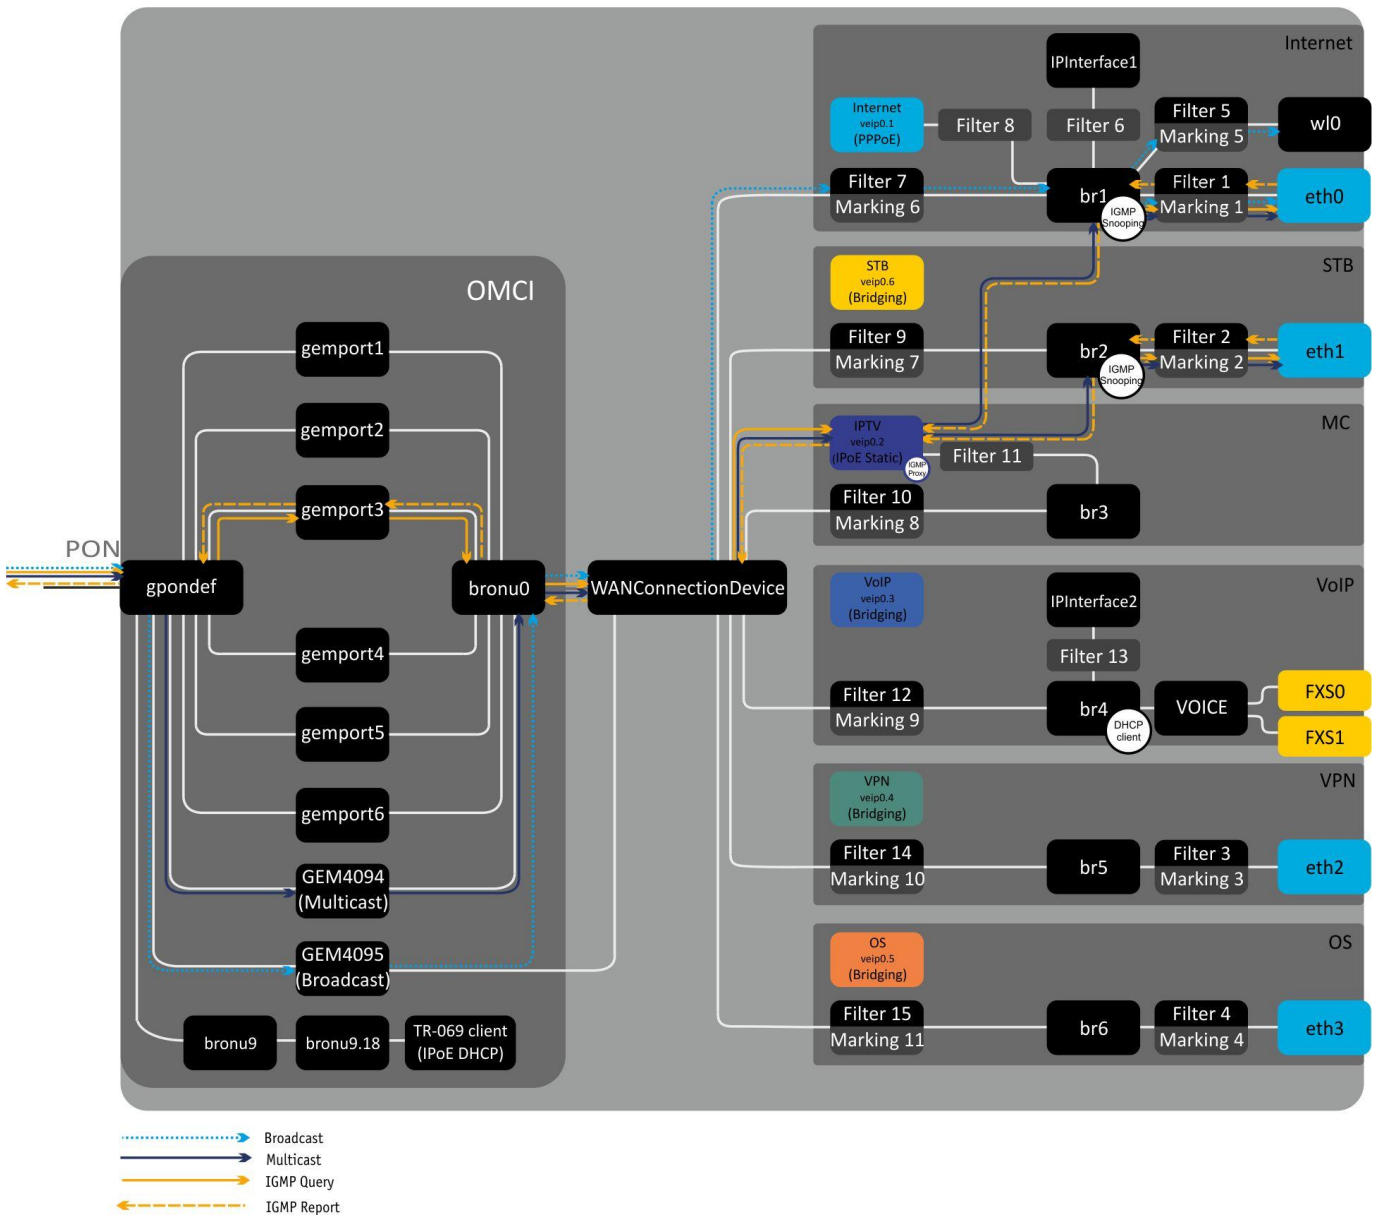 Internet
IPInterface1
Internet
veip0.1
(PPPoE)
Filter 8
Filter 6
Filter 5
Marking 5
wl0
Filter 7
Marking 6
br1
IGMP
Snooping
Filter 1
Marking 1
eth0
STB
STB
veip0.6
(Bridging)
Filter 9
Marking 7
br2
IGMP
Snooping
Filter 2
Marking 2
eth1
MC
IPTV
veip0.2
(IPoE Static)
IGMP
Proxy
Filter 11
Filter 10
Marking 8
br3
OMCI
gemport1
gemport2
gemport3
PON
gpondef
bronu0
WANConnectionDevice
gemport4
gemport5
gemport6
GEM4094
(Multicast)
GEM4095
(Broadcast)
bronu9
bronu9.18
TR-069 client
(IPoE DHCP)
VoIP
VoIP
veip0.3
(Bridging)
IPInterface2
Filter 13
Filter 12
Marking 9
br4
DHCP
client
VOICE
FXS0
FXS1
VPN
VPN
veip0.4
(Bridging)
Filter 14
Marking 10
br5
Filter 3
Marking 3
eth2
OS
OS
veip0.5
(Bridging)
Filter 15
Marking 11
br6
Filter 4
Marking 4
eth3
Broadcast
Multicast
IGMP Query
IGMP Report